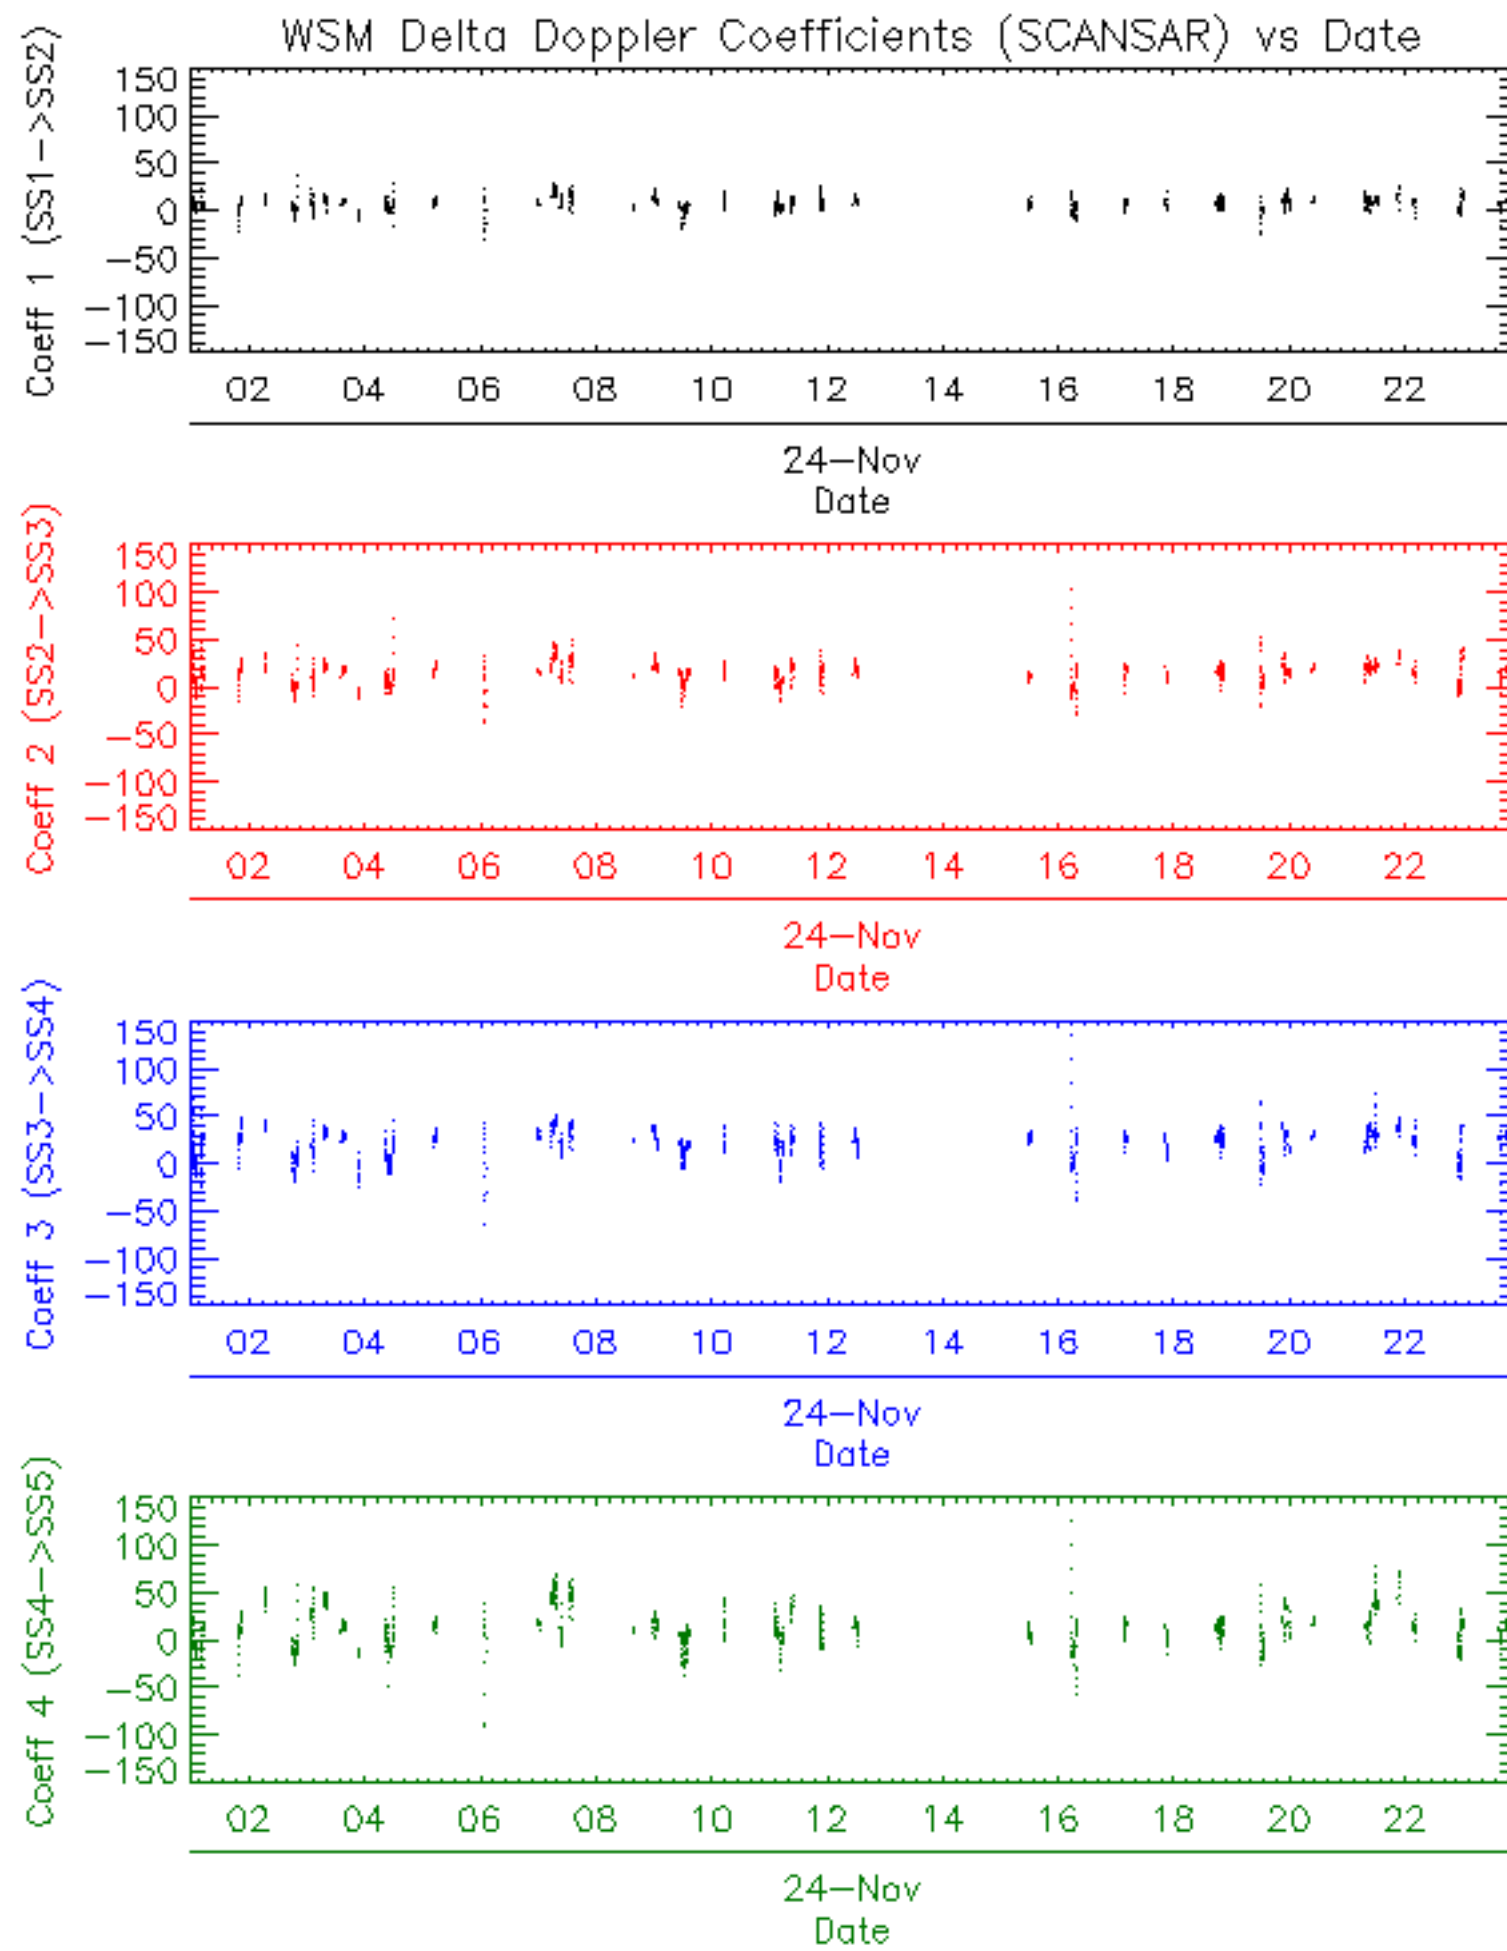 WSM Delta Doppler Coefficients (SCANSAR) vs Date
Coeff 1 (SS1->SS2)
150
100
50
0
-50
-100
-150
02 04 06 08 10 12 14 16 18 20 22
24-Nov
Date
Coeff 2 (SS2->SS3)
150
100
50
0
-50
-100
-150
02 04 06 08 10 12 14 16 18 20 22
24-Nov
Date
Coeff 3 (SS3->SS4)
150
100
50
0
-50
-100
-150
02 04 06 08 10 12 14 16 18 20 22
24-Nov
Date
Coeff 4 (SS4->SS5)
150
100
50
0
-50
-100
-150
02 04 06 08 10 12 14 16 18 20 22
24-Nov
Date